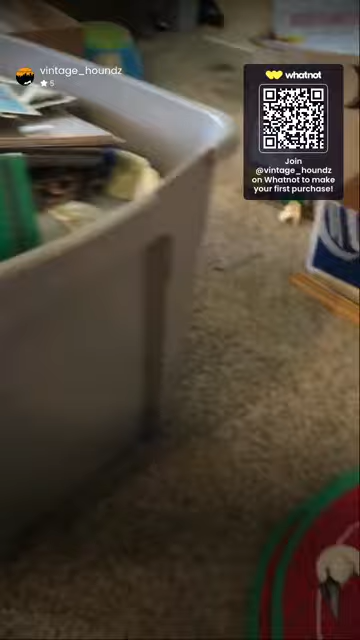 vintage_houndz
5
whatnot
Join
@vintage_houndz
on Whatnot to make
your first purchase!